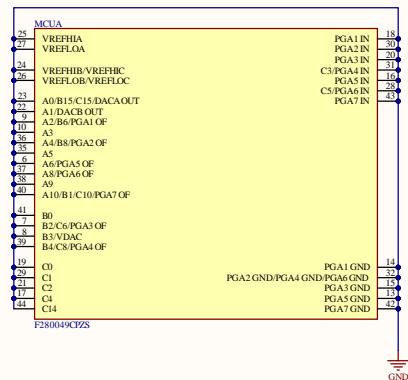 MCUA
25 VREFHIA PGA1 IN 18
27 VREFLOA PGA2 IN 30
PGA3 IN 20
24 VREFHIB/VREFHIC C3/PGA4 IN 31
26 VREFLOB/VREFLOC PGA5 IN 16
C5/PGA6 IN 28
23 A0/B15/C15/DACA OUT PGA7 IN 43
22 A1/DACB OUT
9 A2/B6/PGA1 OF
10 A3
36 A4/B8/PGA2 OF
35 A5
6 A6/PGA5 OF
37 A8/PGA6 OF
38 A9
40 A10/B1/C10/PGA7 OF
41 B0
7 B2/C6/PGA3 OF
8 B3/VDAC
39 B4/C8/PGA4 OF
19 C0 PGA1 GND 14
29 C1 PGA2 GND/PGA4 GND/PGA6 GND 32
21 C2 PGA3 GND 15
17 C4 PGA5 GND 13
44 C14 PGA7 GND 42
F280049CPZS
GND